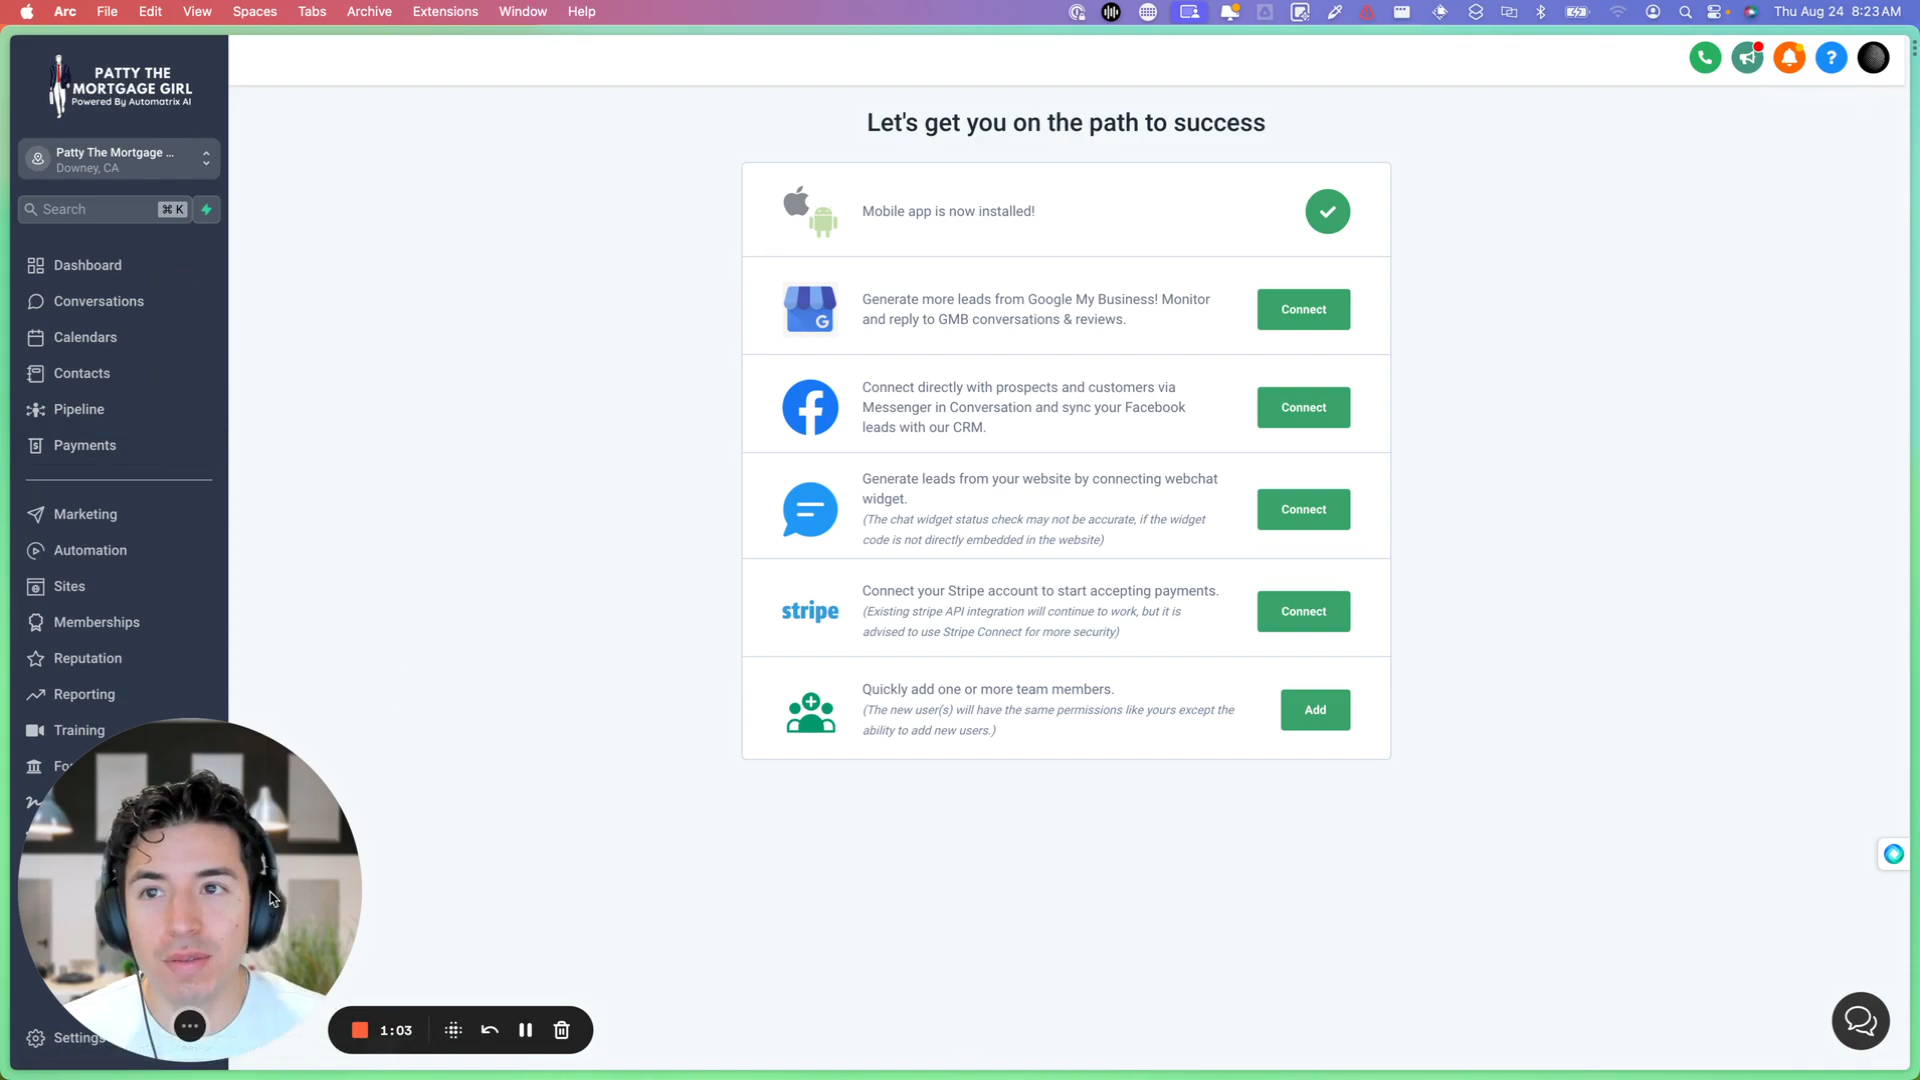 Arc File Edit View Spaces Tabs Archive Extensions Window Help Thu Aug 24 8:23 AM
PATTY THE
MORTGAGE GIRL
Powered By Automatrix AI
Patty The Mortgage ...
Downey, CA
Search ⌘ K
Dashboard
Conversations
Calendars
Contacts
Pipeline
Payments
Marketing
Automation
Sites
Memberships
Reputation
Reporting
Training
Settings
Let's get you on the path to success
Mobile app is now installed!
Generate more leads from Google My Business! Monitor
and reply to GMB conversations & reviews.
Connect
Connect directly with prospects and customers via
Messenger in Conversation and sync your Facebook
leads with our CRM.
Connect
Generate leads from your website by connecting webchat
widget.
(The chat widget status check may not be accurate, if the widget
code is not directly embedded in the website)
Connect
stripe
Connect your Stripe account to start accepting payments.
(Existing stripe API integration will continue to work, but it is
advised to use Stripe Connect for more security)
Connect
Quickly add one or more team members.
(The new user(s) will have the same permissions like yours except the
ability to add new users.)
Add
1:03